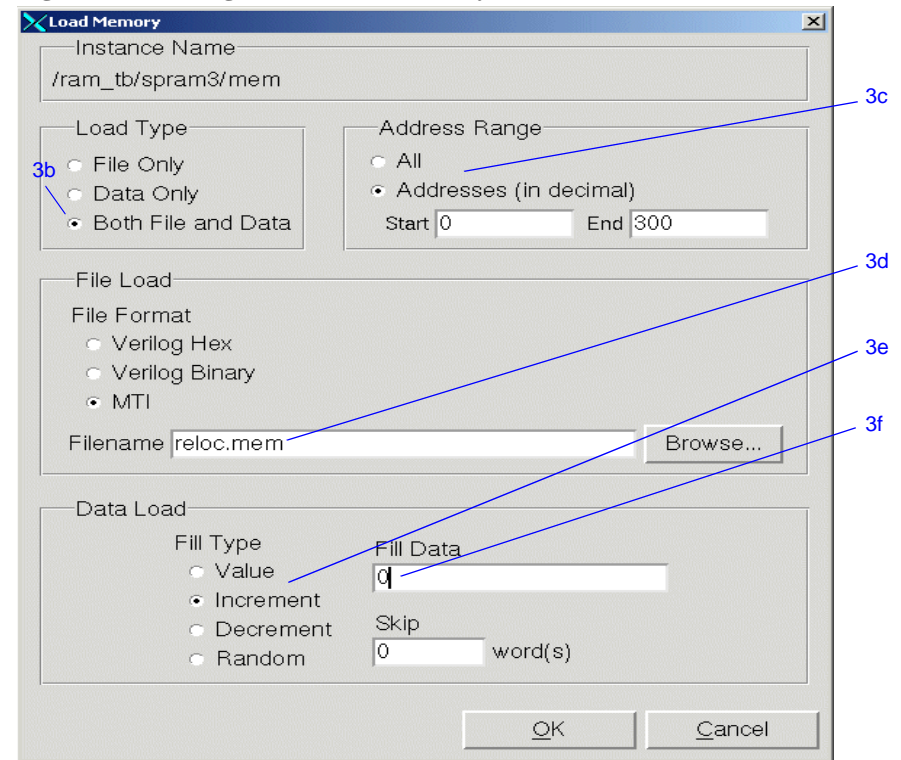 Load Memory
Instance Name
/ram_tb/spram3/mem
3c
Load Type
Address Range
3b
File Only
All
Data Only
Addresses (in decimal)
Both File and Data
Start 0 End 300
3d
File Load
File Format
Verilog Hex
3e
Verilog Binary
MTI
3f
Filename reloc.mem Browse...
Data Load
Fill Type
Fill Data
Value
0
Increment
Decrement
Skip
Random
0 word(s)
OK Cancel